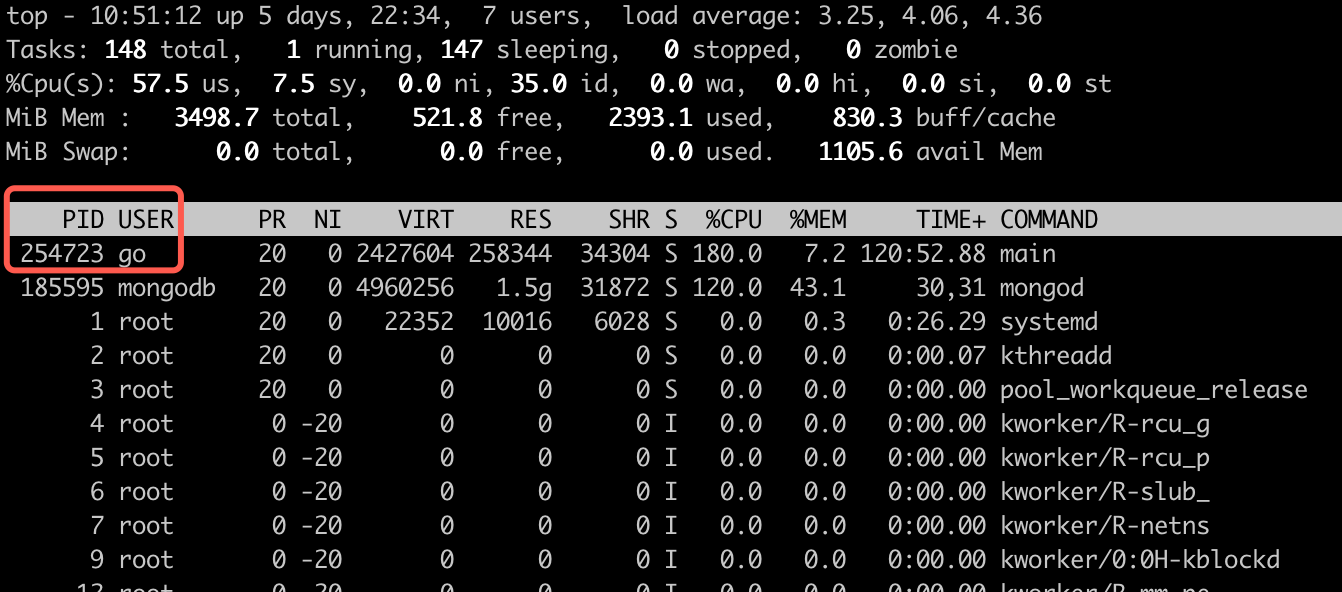 top - 10:51:12 up 5 days, 22:34,  7 users,  load average: 3.25, 4.06, 4.36
Tasks: 148 total,   1 running, 147 sleeping,   0 stopped,   0 zombie
%Cpu(s): 57.5 us,  7.5 sy,  0.0 ni, 35.0 id,  0.0 wa,  0.0 hi,  0.0 si,  0.0 st
MiB Mem :   3498.7 total,    521.8 free,   2393.1 used,    830.3 buff/cache
MiB Swap:      0.0 total,      0.0 free,      0.0 used.   1105.6 avail Mem
    PID USER      PR  NI    VIRT    RES    SHR S  %CPU  %MEM     TIME+ COMMAND
 254723 go        20   0 2427604 258344  34304 S 180.0   7.2 120:52.88 main
 185595 mongodb   20   0 4960256   1.5g  31872 S 120.0  43.1     30,31 mongod
      1 root      20   0   22352  10016   6028 S   0.0   0.3   0:26.29 systemd
      2 root      20   0       0      0      0 S   0.0   0.0   0:00.07 kthreadd
      3 root      20   0       0      0      0 S   0.0   0.0   0:00.00 pool_workqueue_release
      4 root       0 -20       0      0      0 I   0.0   0.0   0:00.00 kworker/R-rcu_g
      5 root       0 -20       0      0      0 I   0.0   0.0   0:00.00 kworker/R-rcu_p
      6 root       0 -20       0      0      0 I   0.0   0.0   0:00.00 kworker/R-slub_
      7 root       0 -20       0      0      0 I   0.0   0.0   0:00.00 kworker/R-netns
      9 root       0 -20       0      0      0 I   0.0   0.0   0:00.00 kworker/0:0H-kblockd